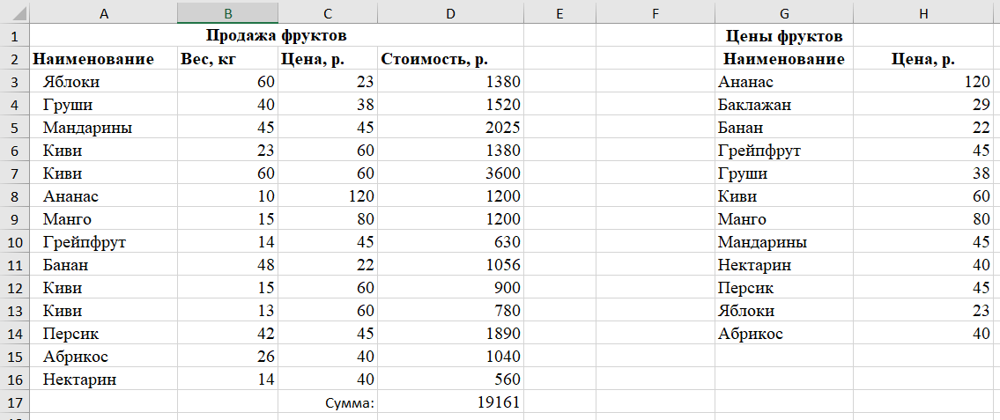 A B C D E F G H
1 Продажа фруктов Цены фруктов
2 Наименование Вес, кг Цена, р. Стоимость, р. Наименование Цена, р.
3 Яблоки 60 23 1380 Ананас 120
4 Груши 40 38 1520 Баклажан 29
5 Мандарины 45 45 2025 Банан 22
6 Киви 23 60 1380 Грейпфрут 45
7 Киви 60 60 3600 Груши 38
8 Ананас 10 120 1200 Киви 60
9 Манго 15 80 1200 Манго 80
10 Грейпфрут 14 45 630 Мандарины 45
11 Банан 48 22 1056 Нектарин 40
12 Киви 15 60 900 Персик 45
13 Киви 13 60 780 Яблоки 23
14 Персик 42 45 1890 Абрикос 40
15 Абрикос 26 40 1040
16 Нектарин 14 40 560
17 Сумма: 19161